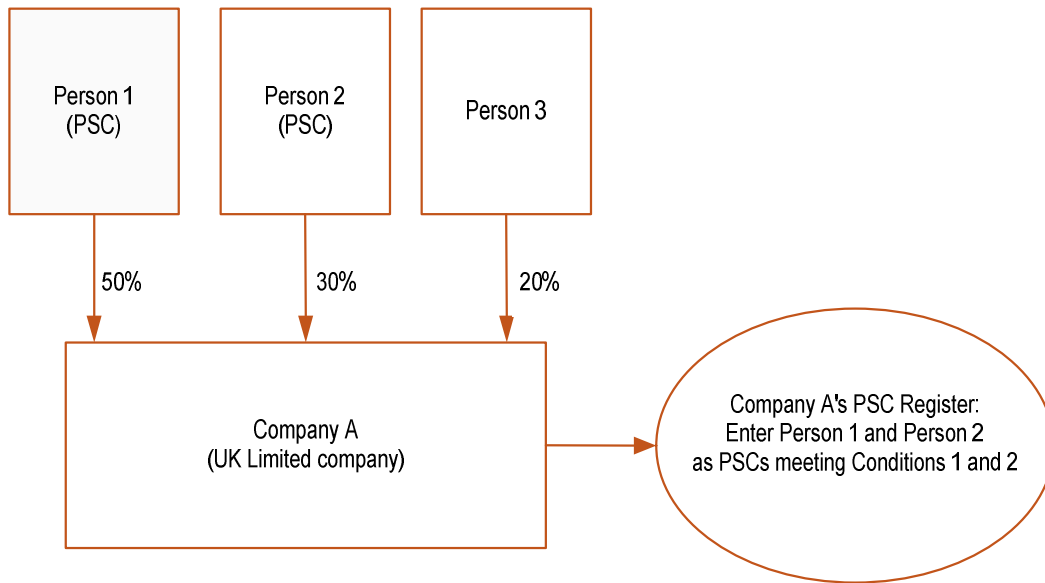 Person 1
(PSC)
Person 2
(PSC)
Person 3
50%
30%
20%
Company A
(UK Limited company)
Company A's PSC Register:
Enter Person 1 and Person 2
as PSCs meeting Conditions 1 and 2